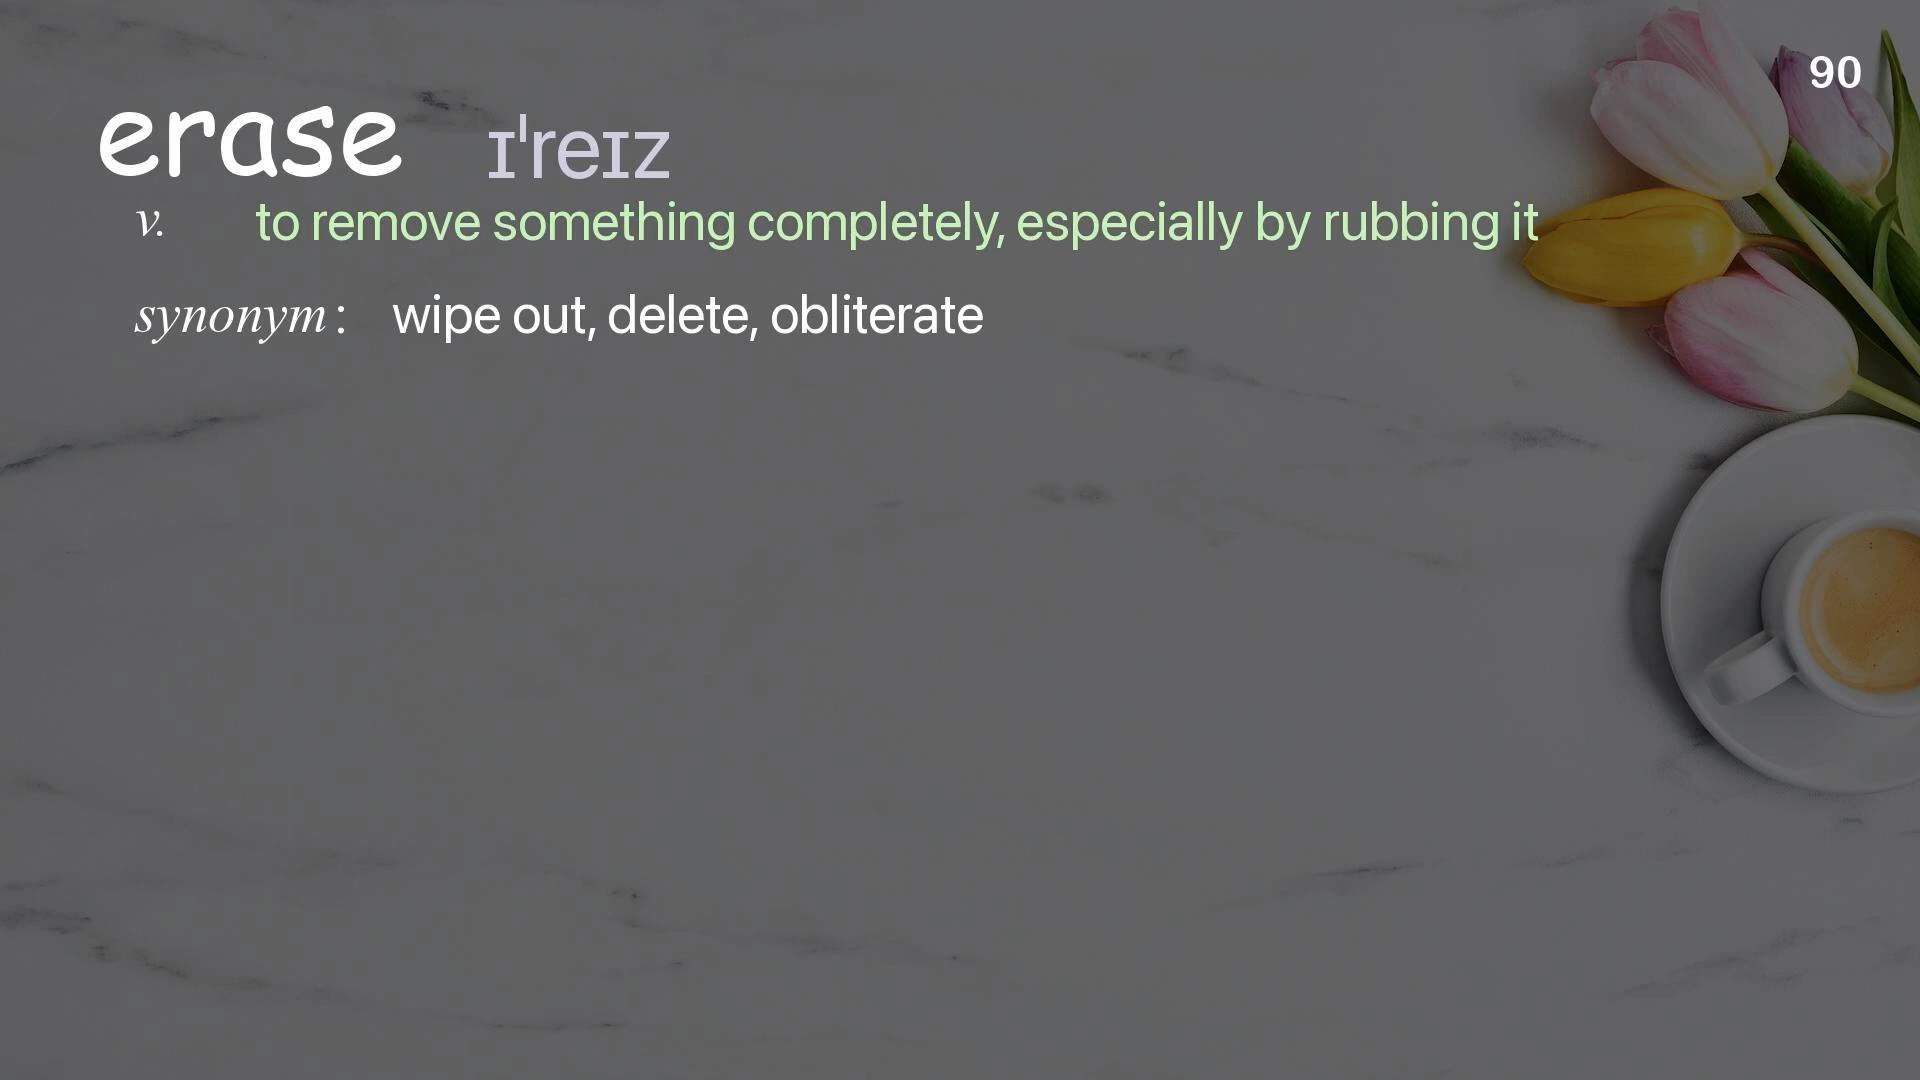 90
erase ɪˈreɪz
v. to remove something completely, especially by rubbing it
synonym : wipe out, delete, obliterate